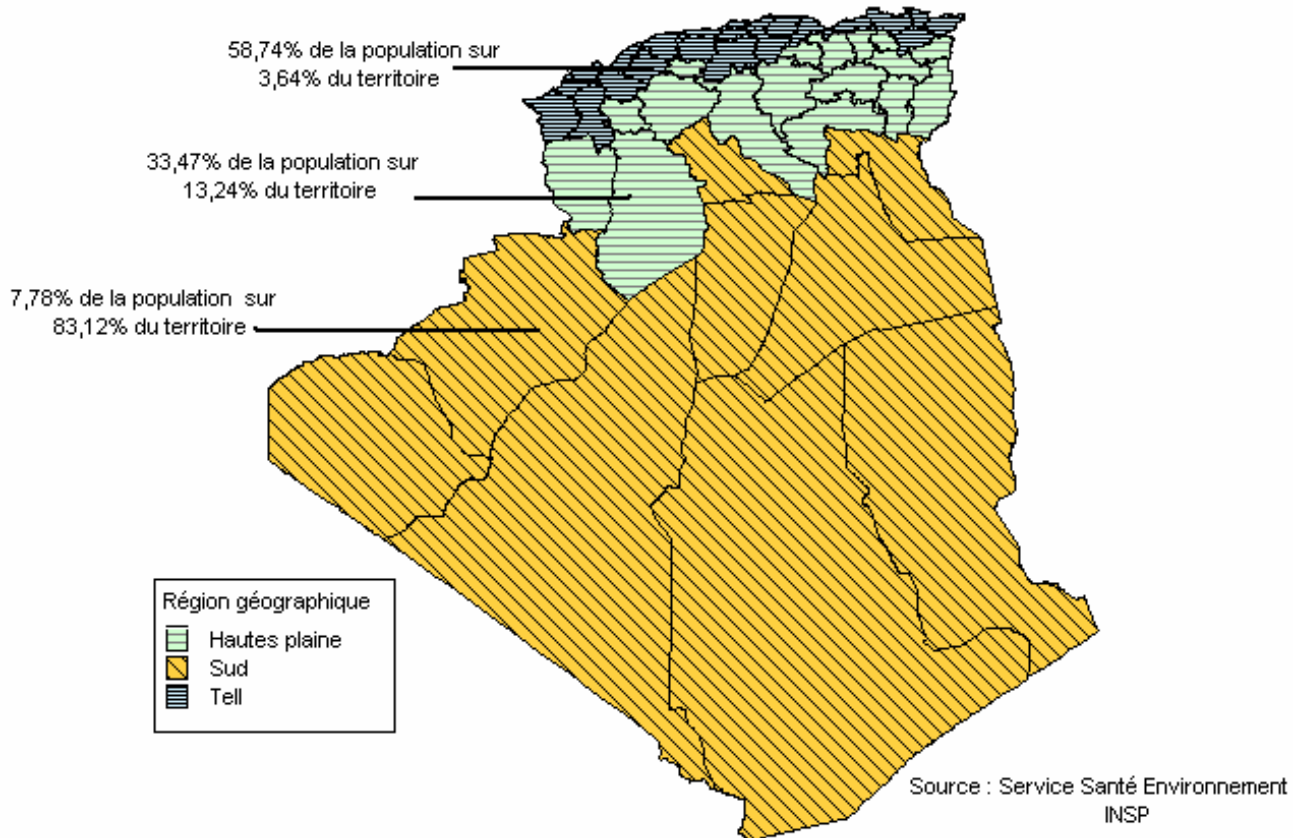 58,74% de la population sur
3,64% du territoire
33,47% de la population sur
13,24% du territoire
7,78% de la population sur
83,12% du territoire
Région géographique
Hautes plaine
Sud
Tell
Source : Service Santé Environnement
INSP